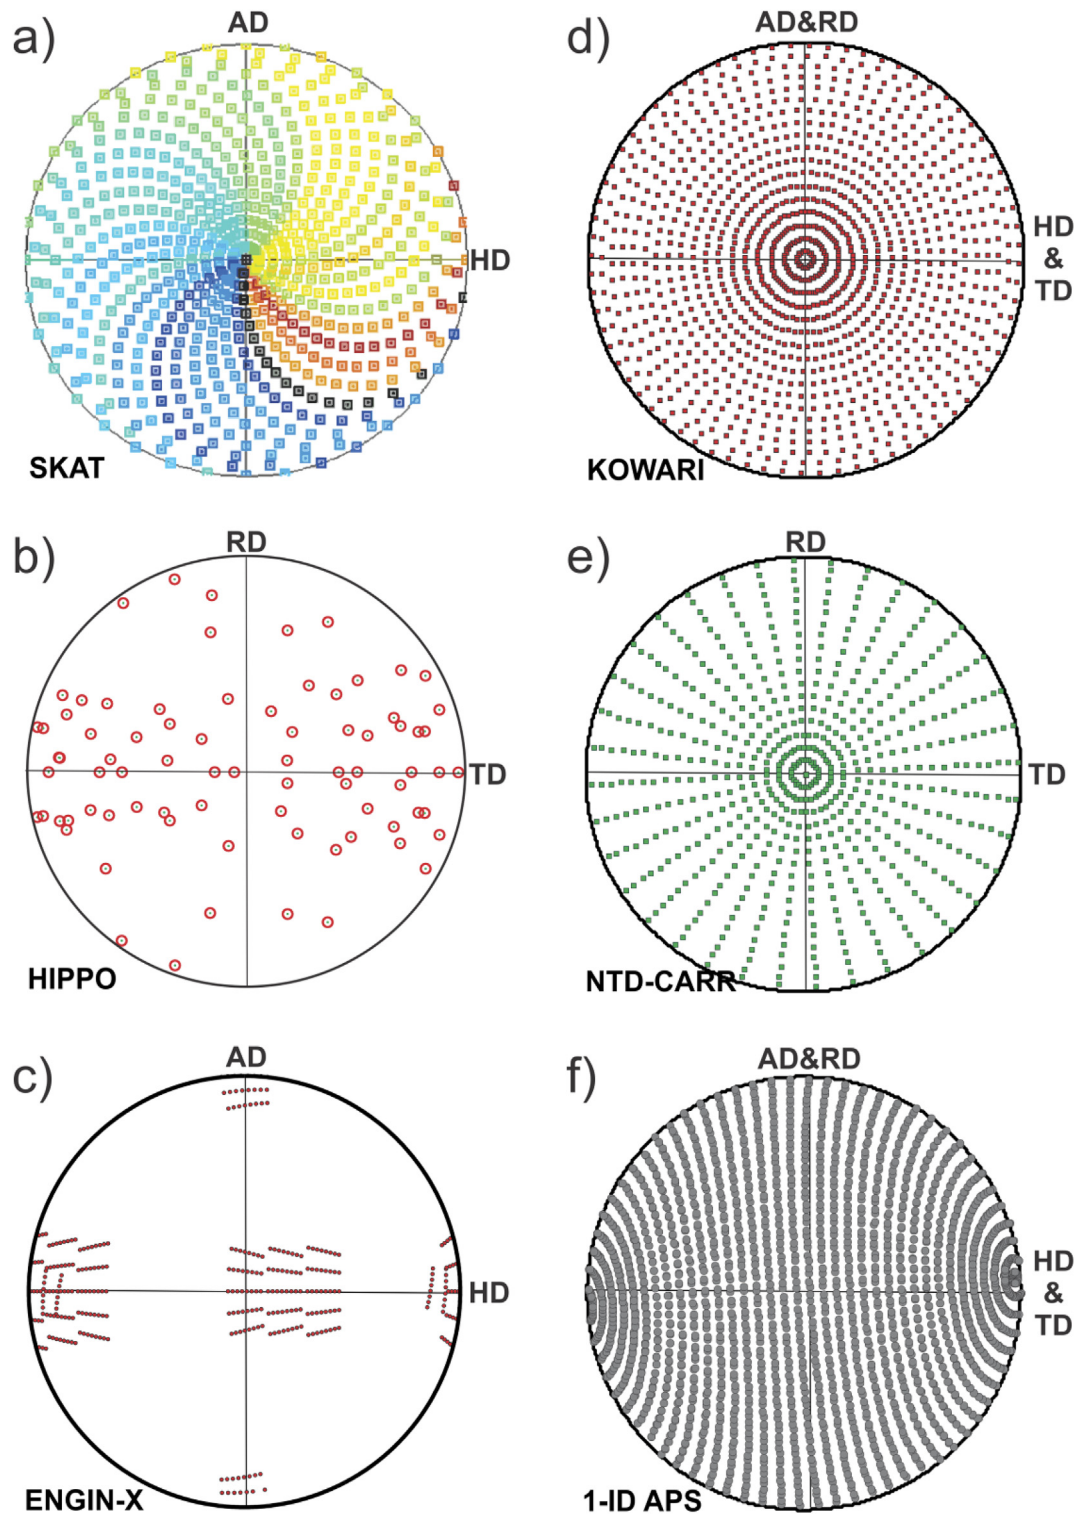 a)
AD
HD
SKAT
b)
RD
TD
HIPPO
c)
AD
HD
ENGIN-X
d)
AD&RD
HD
&
TD
KOWARI
e)
RD
TD
NTD-CARR
f)
AD&RD
HD
&
TD
1-ID APS